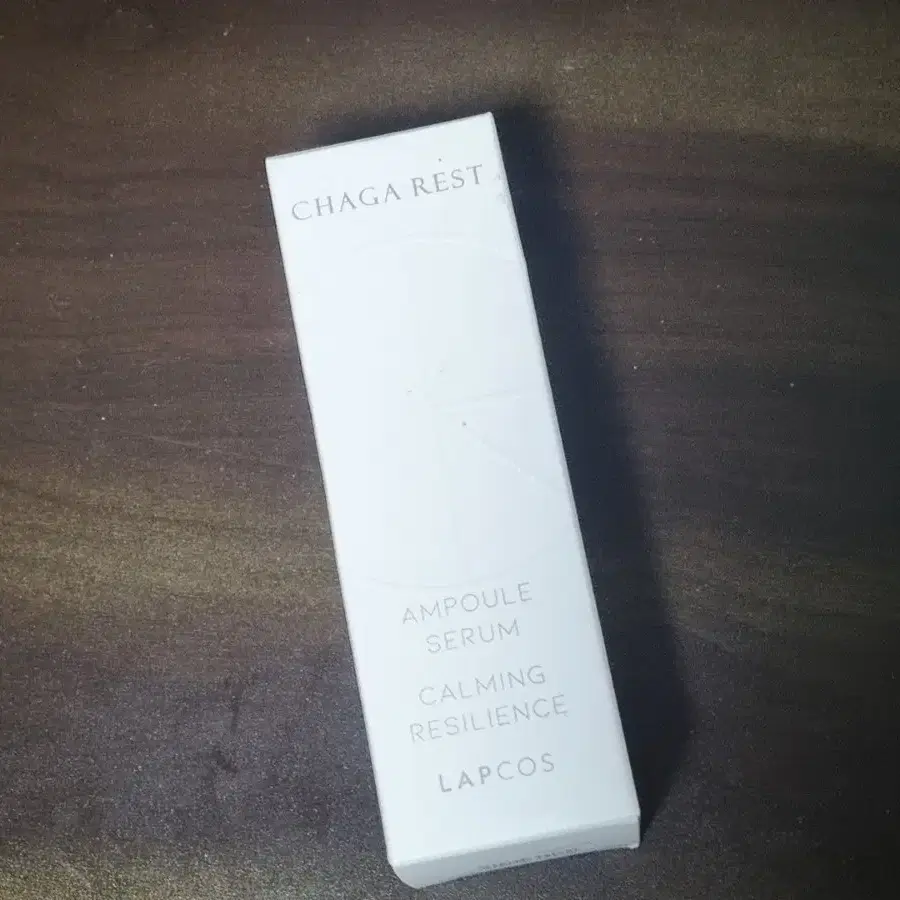 CHAGA REST
AMPOULE
SERUM
CALMING
RESILIENCE
LAPCOS